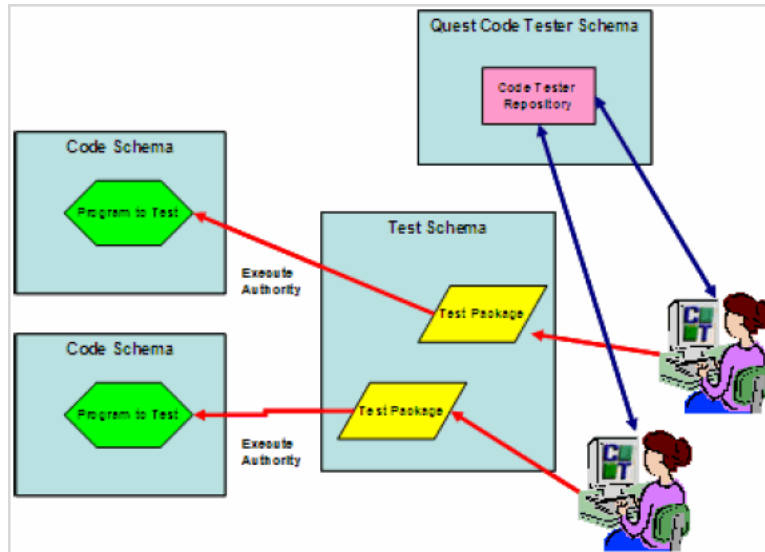 Quest Code Tester Schema
Code Tester
Repository
Code Schema
Program to Test
Test Schema
Execute
Authority
Test Package
Code Schema
Program to Test
Test Package
Execute
Authority
C
T
C
T